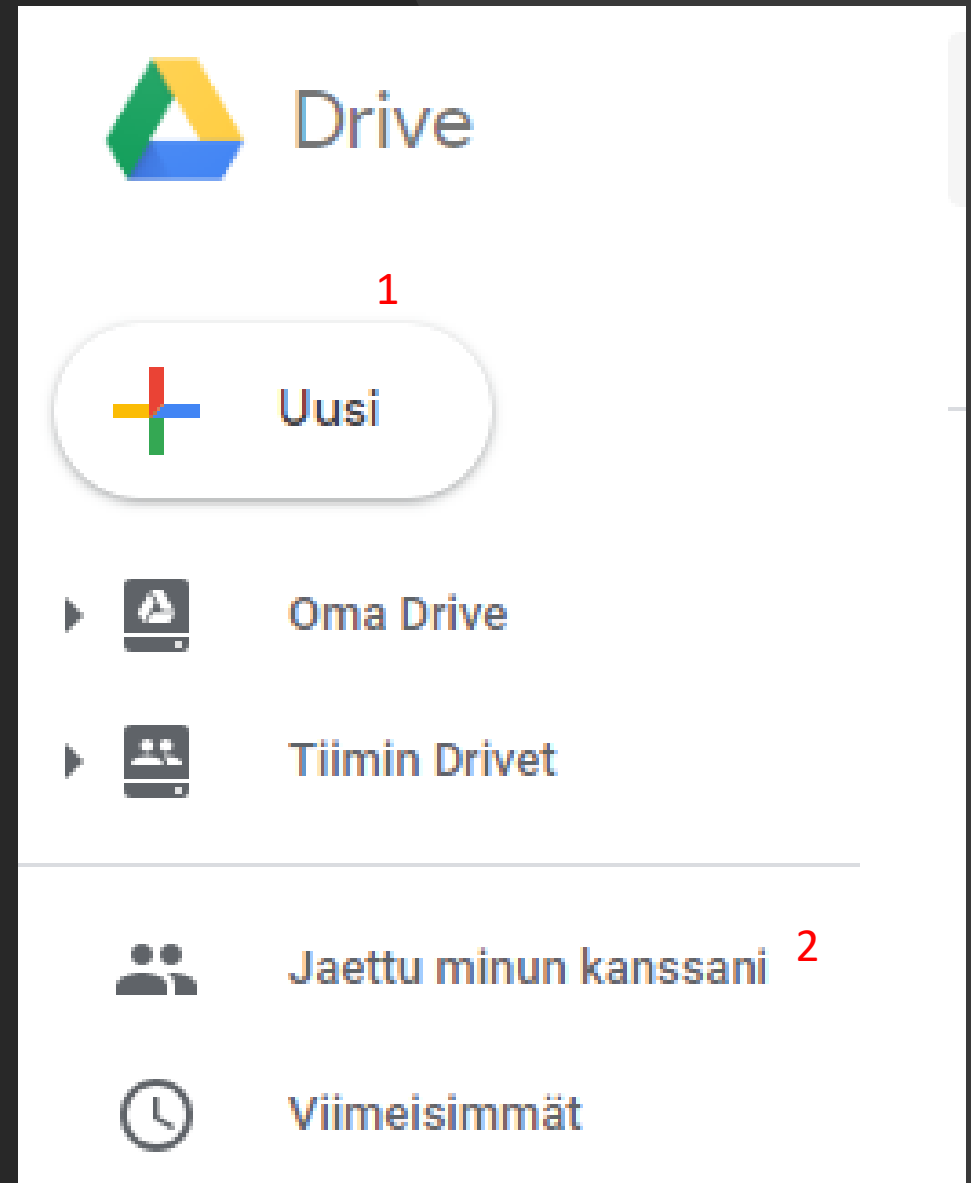 Drive
1
Uusi
Oma Drive
Tiimin Drivet
Jaettu minun kanssani 2
Viimeisimmät